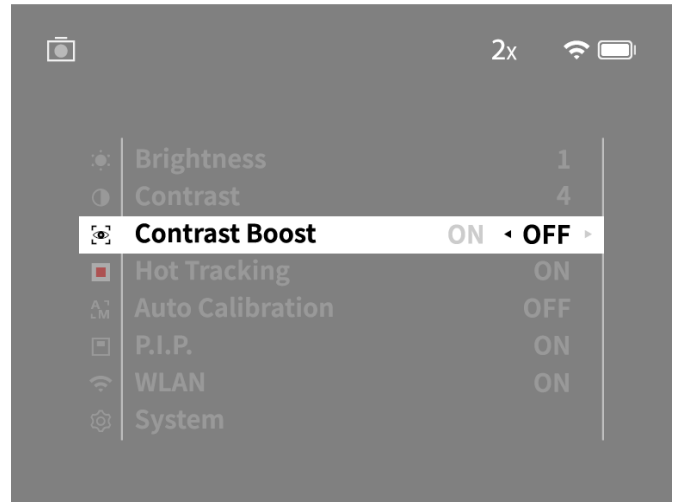 2x
Brightness 1
Contrast 4
Contrast Boost ON OFF
Hot Tracking ON
Auto Calibration OFF
P.I.P. ON
WLAN ON
System